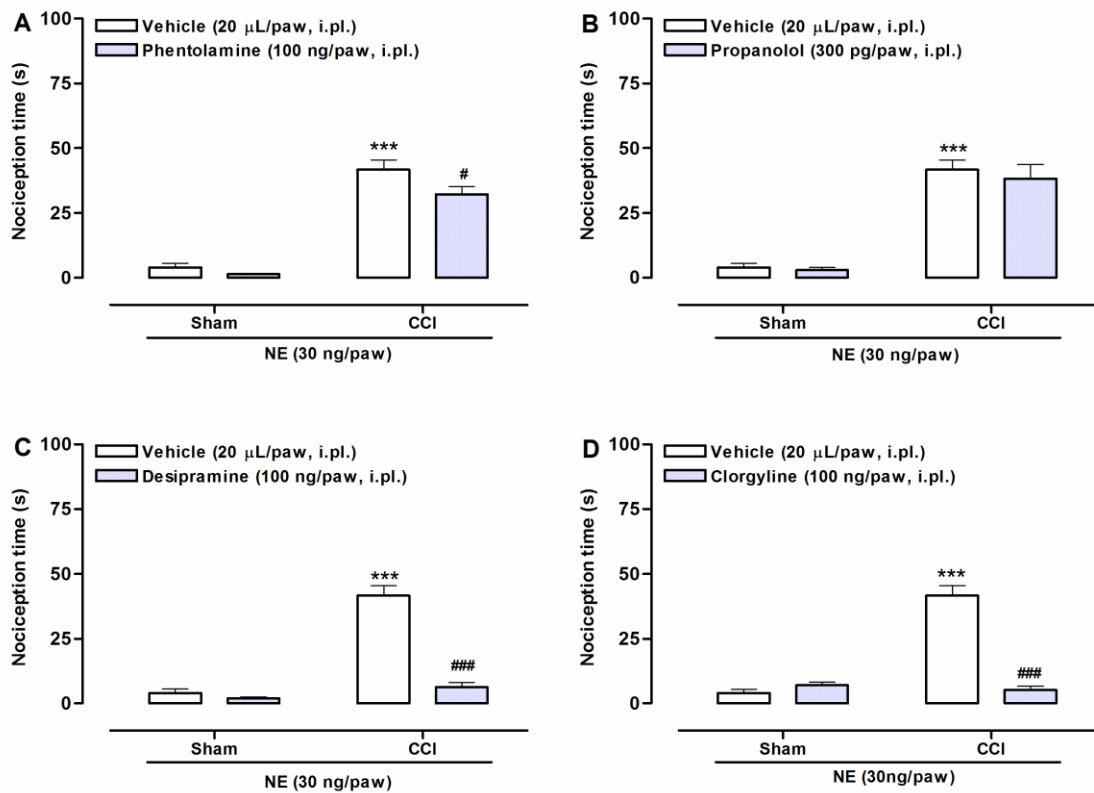 A
Vehicle (20 μL/paw, i.pl.)
Phentolamine (100 ng/paw, i.pl.)
Nociception time (s)
100
75
50
25
0
***
#
Sham CCI
NE (30 ng/paw)
B
Vehicle (20 μL/paw, i.pl.)
Propanolol (300 pg/paw, i.pl.)
Nociception time (s)
100
75
50
25
0
***
Sham CCI
NE (30 ng/paw)
C
Vehicle (20 μL/paw, i.pl.)
Desipramine (100 ng/paw, i.pl.)
Nociception time (s)
100
75
50
25
0
***
###
Sham CCI
NE (30 ng/paw)
D
Vehicle (20 μL/paw, i.pl.)
Clorgyline (100 ng/paw, i.pl.)
Nociception time (s)
100
75
50
25
0
***
###
Sham CCI
NE (30ng/paw)